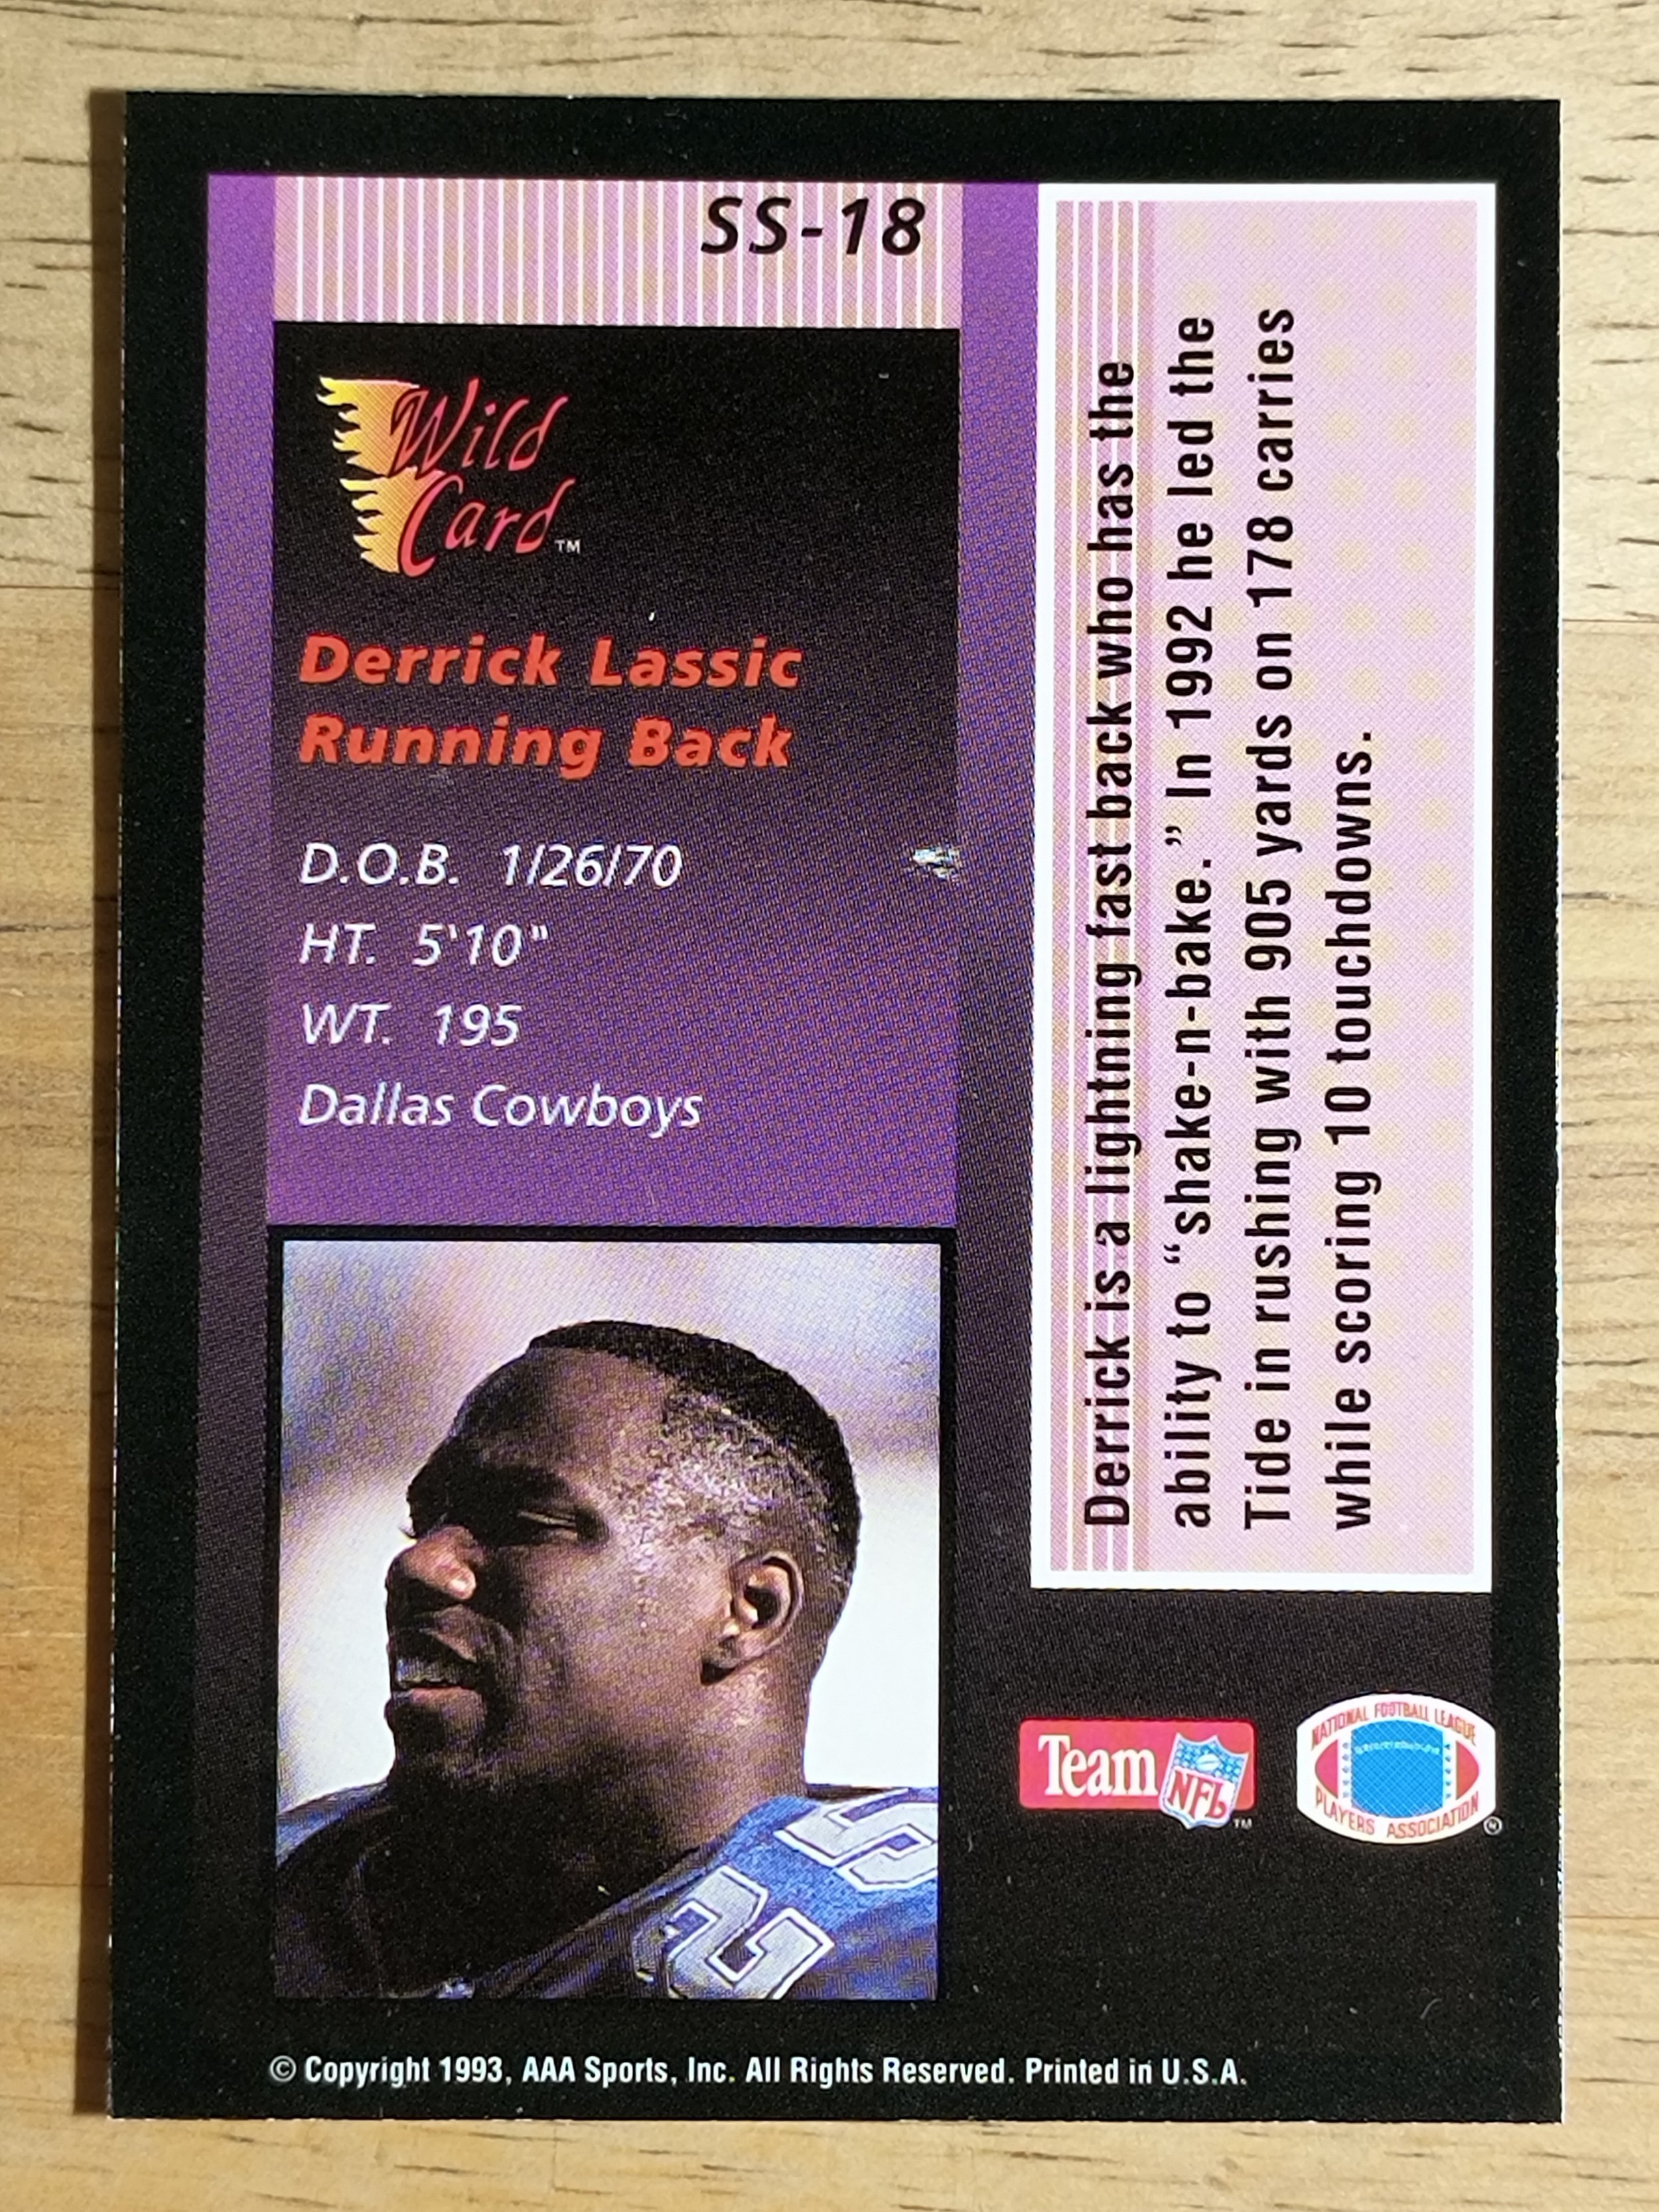 SS-18
Wild
Card™
Derrick Lassic
Running Back
D.O.B. 1/26/70
HT. 5'10"
WT. 195
Dallas Cowboys
Derrick is a lightning fast back who has the
ability to “shake-n-bake.” In 1992 he led the
Tide in rushing with 905 yards on 178 carries
while scoring 10 touchdowns.
Team NFL™
NATIONAL FOOTBALL LEAGUE
PLAYERS ASSOCIATION®
52
© Copyright 1993, AAA Sports, Inc. All Rights Reserved. Printed in U.S.A.